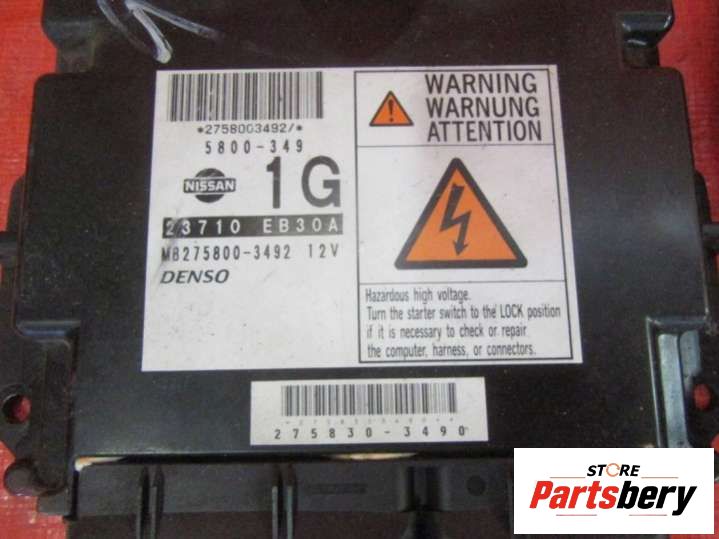 *2758003492/*
5800-349
NISSAN
1G
23710 EB30A
MB275800-3492 12V
DENSO
WARNING
WARNUNG
ATTENTION
Hazardous high voltage.
Turn the starter switch to the LOCK position
if it is necessary to check or repair
the computer, harness, or connectors.
275830-3490
STORE
Partsbery